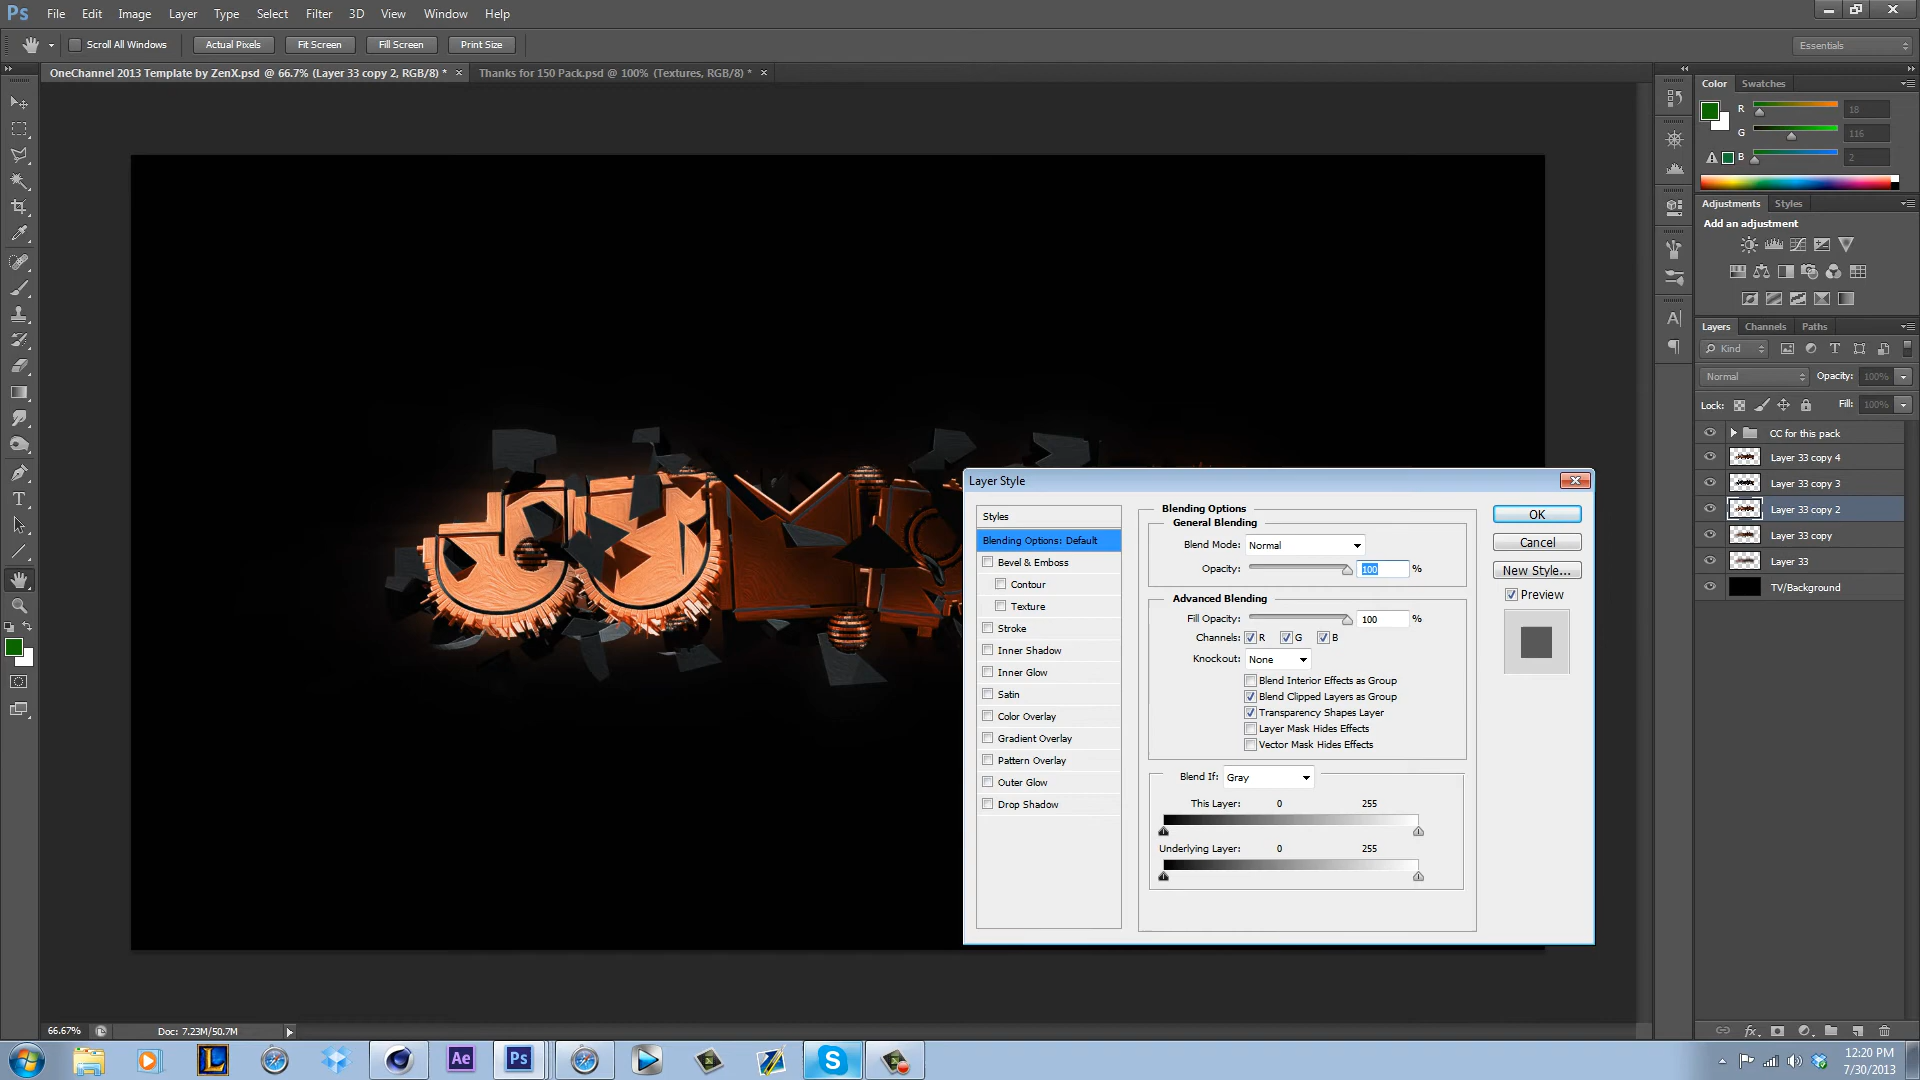 Ps File Edit Image Layer Type Select Filter 3D View Window Help
Scroll All Windows Actual Pixels Fit Screen Fill Screen Print Size Essentials
OneChannel 2013 Template by ZenX.psd @ 66.7% (Layer 33 copy 2, RGB/8) * × Thanks for 150 Pack.psd @ 100% (Textures, RGB/8) * ×
Color Swatches
R 18
G 116
B 2
Adjustments Styles
Add an adjustment
Layers Channels Paths
Kind
Normal Opacity: 100%
Lock: Fill: 100%
CC for this pack
Layer 33 copy 4
Layer 33 copy 3
Layer 33 copy 2
Layer 33 copy
Layer 33
TV/Background
Layer Style
Styles
Blending Options: Default
Bevel & Emboss
Contour
Texture
Stroke
Inner Shadow
Inner Glow
Satin
Color Overlay
Gradient Overlay
Pattern Overlay
Outer Glow
Drop Shadow
Blending Options
General Blending
Blend Mode: Normal
Opacity: 100 %
Advanced Blending
Fill Opacity: 100 %
Channels: R G B
Knockout: None
Blend Interior Effects as Group
Blend Clipped Layers as Group
Transparency Shapes Layer
Layer Mask Hides Effects
Vector Mask Hides Effects
Blend If: Gray
This Layer: 0 255
Underlying Layer: 0 255
OK
Cancel
New Style...
Preview
66.67% Doc: 7.23M/50.7M
fx
L Ae Ps S
12:20 PM
7/30/2013